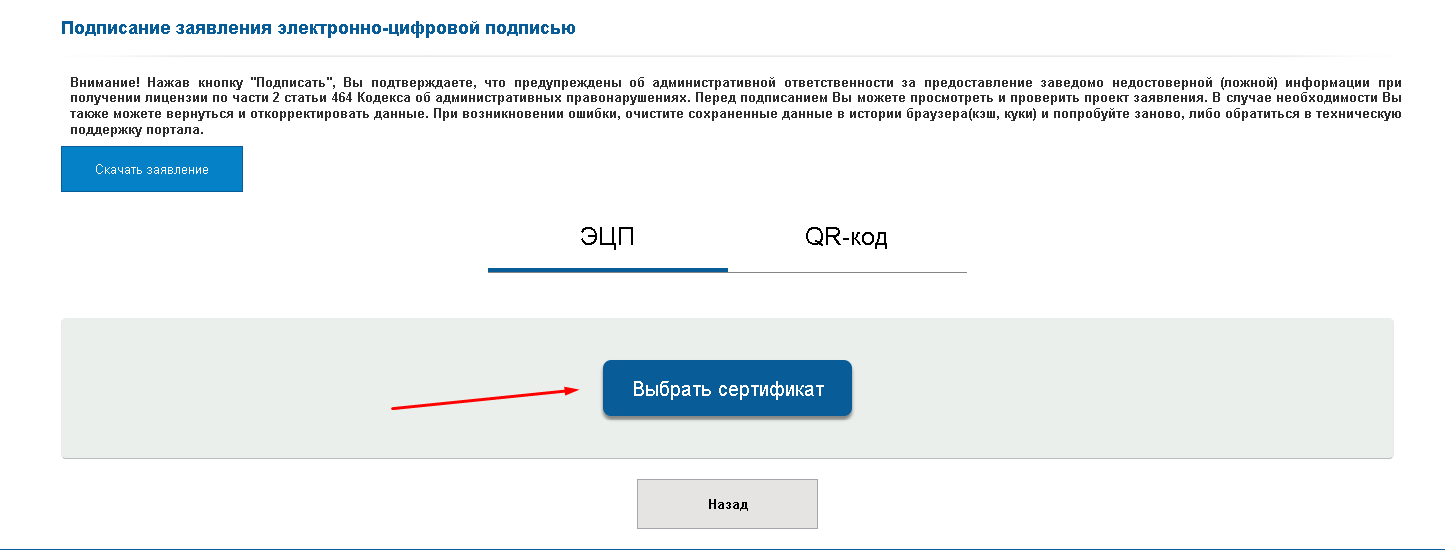 Подписание заявления электронно-цифровой подписью
Внимание! Нажав кнопку "Подписать", Вы подтверждаете, что предупреждены об административной ответственности за предоставление заведомо недостоверной (ложной) информации при
получении лицензии по части 2 статьи 464 Кодекса об административных правонарушениях. Перед подписанием Вы можете просмотреть и проверить проект заявления. В случае необходимости Вы
также можете вернуться и откорректировать данные. При возникновении ошибки, очистите сохраненные данные в истории браузера(кэш, куки) и попробуйте заново, либо обратиться в техническую
поддержку портала.
Скачать заявление
ЭЦП QR-код
Выбрать сертификат
Назад